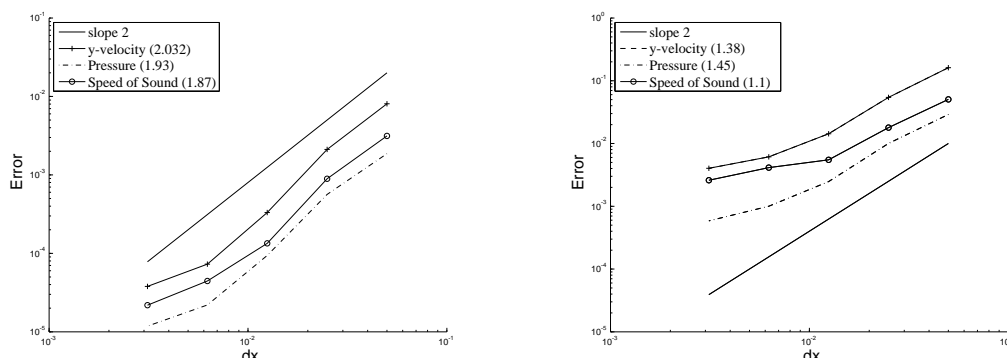 10^-1
10^-2
10^-3
10^-4
10^-5
Error
slope 2
y-velocity (2.032)
Pressure (1.93)
Speed of Sound (1.87)
10^-3
10^-2
10^-1
dx
10^0
10^-1
10^-2
10^-3
10^-4
10^-5
Error
slope 2
y-velocity (1.38)
Pressure (1.45)
Speed of Sound (1.1)
10^-3
10^-2
dx